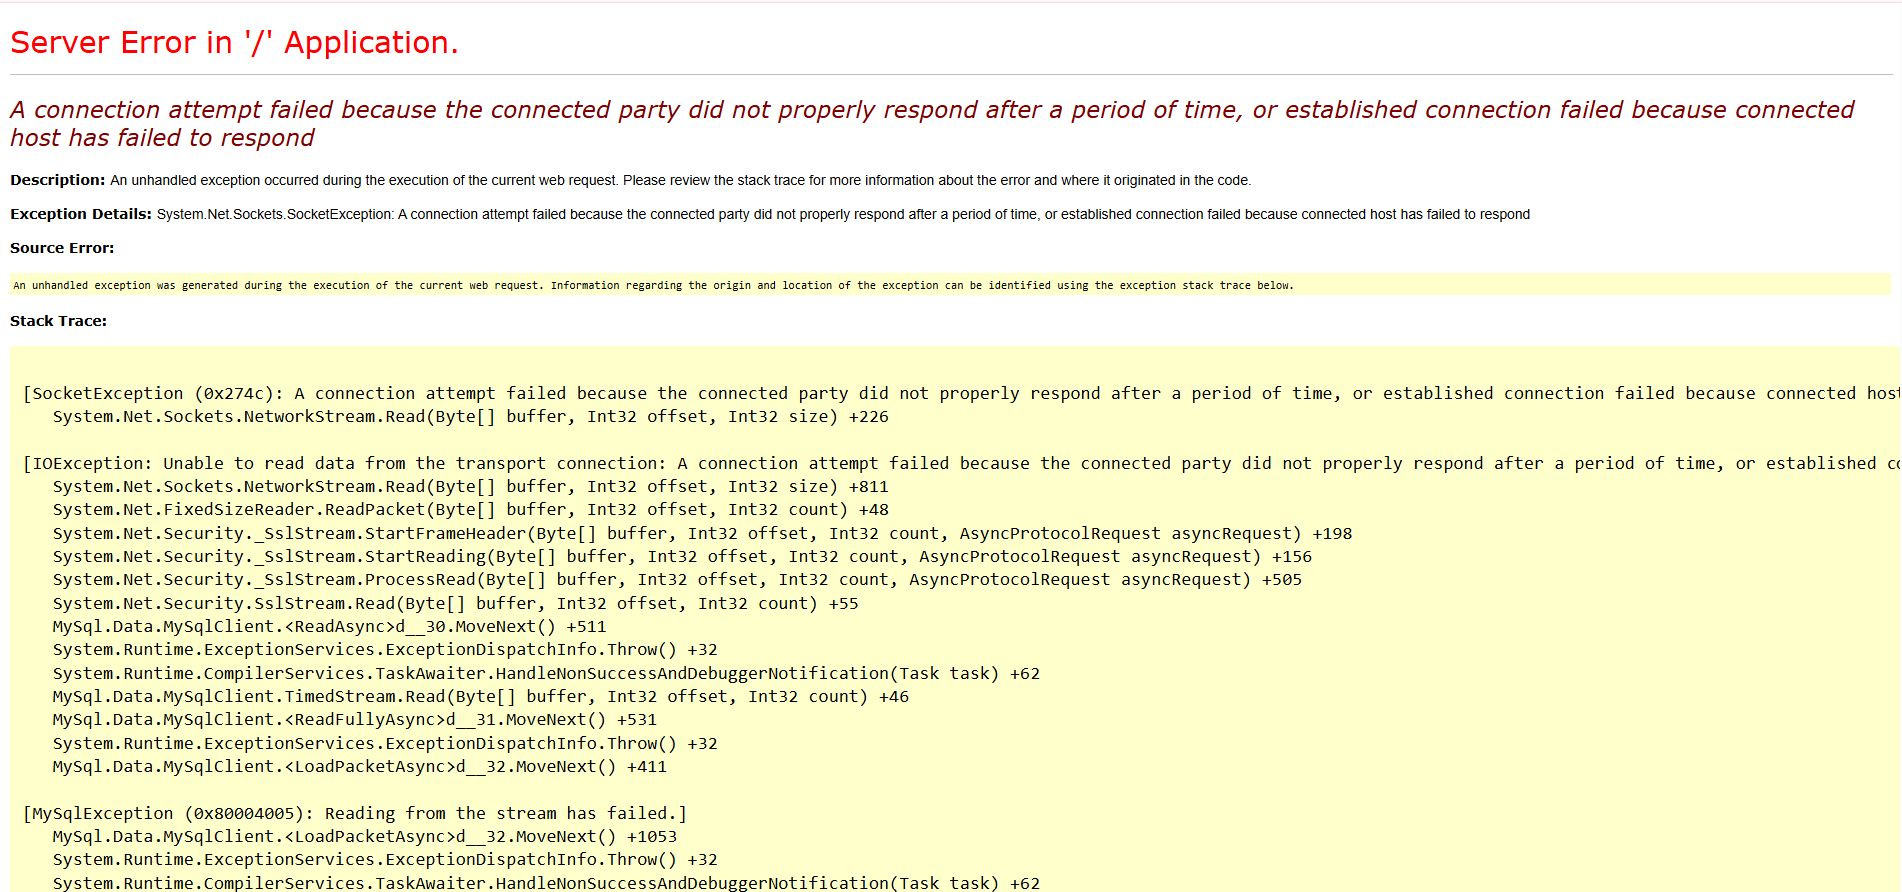 Server Error in '/' Application.
A connection attempt failed because the connected party did not properly respond after a period of time, or established connection failed because connected
host has failed to respond
Description: An unhandled exception occurred during the execution of the current web request. Please review the stack trace for more information about the error and where it originated in the code.
Exception Details: System.Net.Sockets.SocketException: A connection attempt failed because the connected party did not properly respond after a period of time, or established connection failed because connected host has failed to respond
Source Error:
An unhandled exception was generated during the execution of the current web request. Information regarding the origin and location of the exception can be identified using the exception stack trace below.
Stack Trace:
[SocketException (0x274c): A connection attempt failed because the connected party did not properly respond after a period of time, or established connection failed because connected host
System.Net.Sockets.NetworkStream.Read(Byte[] buffer, Int32 offset, Int32 size) +226
[IOException: Unable to read data from the transport connection: A connection attempt failed because the connected party did not properly respond after a period of time, or established
System.Net.Sockets.NetworkStream.Read(Byte[] buffer, Int32 offset, Int32 size) +811
System.Net.FixedSizeReader.ReadPacket(Byte[] buffer, Int32 offset, Int32 count) +48
System.Net.Security._SslStream.StartFrameHeader(Byte[] buffer, Int32 offset, Int32 count, AsyncProtocolRequest asyncRequest) +198
System.Net.Security._SslStream.StartReading(Byte[] buffer, Int32 offset, Int32 count, AsyncProtocolRequest asyncRequest) +156
System.Net.Security._SslStream.ProcessRead(Byte[] buffer, Int32 offset, Int32 count, AsyncProtocolRequest asyncRequest) +505
System.Net.Security.SslStream.Read(Byte[] buffer, Int32 offset, Int32 count) +55
MySql.Data.MySqlClient.<ReadAsync>d__30.MoveNext() +511
System.Runtime.ExceptionServices.ExceptionDispatchInfo.Throw() +32
System.Runtime.CompilerServices.TaskAwaiter.HandleNonSuccessAndDebuggerNotification(Task task) +62
MySql.Data.MySqlClient.TimedStream.Read(Byte[] buffer, Int32 offset, Int32 count) +46
MySql.Data.MySqlClient.<ReadFullyAsync>d__31.MoveNext() +531
System.Runtime.ExceptionServices.ExceptionDispatchInfo.Throw() +32
MySql.Data.MySqlClient.<LoadPacketAsync>d__32.MoveNext() +411
[MySqlException (0x80004005): Reading from the stream has failed.]
MySql.Data.MySqlClient.<LoadPacketAsync>d__32.MoveNext() +1053
System.Runtime.ExceptionServices.ExceptionDispatchInfo.Throw() +32
System.Runtime.CompilerServices.TaskAwaiter.HandleNonSuccessAndDebuggerNotification(Task task) +62